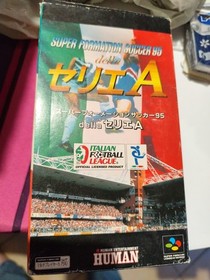 SUPER FORMATION SOCCER 95
della
セリエA
スーパーフォーメーションサッカー95
della セリエA
ITALIAN
FOOTBALL
LEAGUE
OFFICIAL LICENSED PRODUCT
HUMAN ENTERTAINMENT
HUMAN